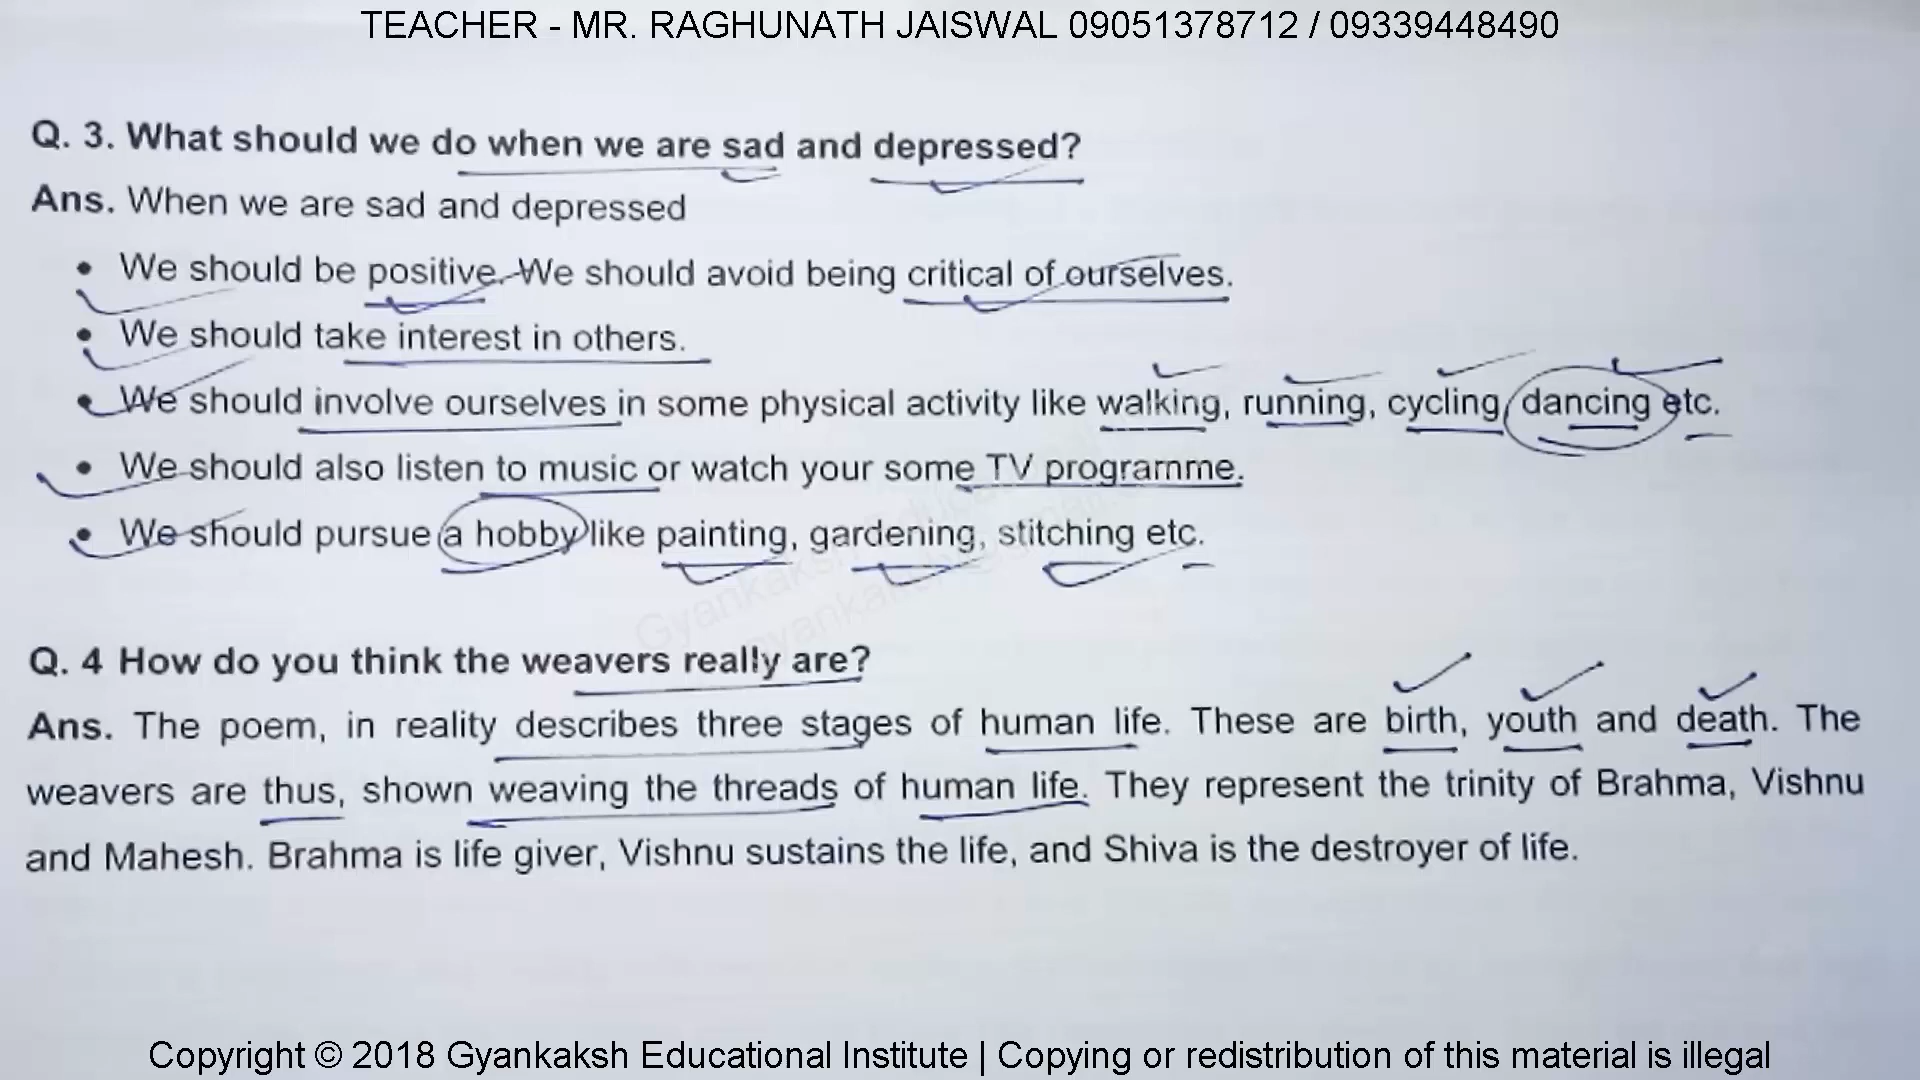 TEACHER - MR. RAGHUNATH JAISWAL 09051378712 / 09339448490
Q. 3. What should we do when we are sad and depressed?
Ans. When we are sad and depressed
• We should be positive. We should avoid being critical of ourselves.
• We should take interest in others.
• We should involve ourselves in some physical activity like walking, running, cycling, dancing etc.
• We should also listen to music or watch your some TV programme.
• We should pursue a hobby like painting, gardening, stitching etc.
Q. 4 How do you think the weavers really are?
Ans. The poem, in reality describes three stages of human life. These are birth, youth and death. The
weavers are thus, shown weaving the threads of human life. They represent the trinity of Brahma, Vishnu
and Mahesh. Brahma is life giver, Vishnu sustains the life, and Shiva is the destroyer of life.
Copyright © 2018 Gyankaksh Educational Institute | Copying or redistribution of this material is illegal